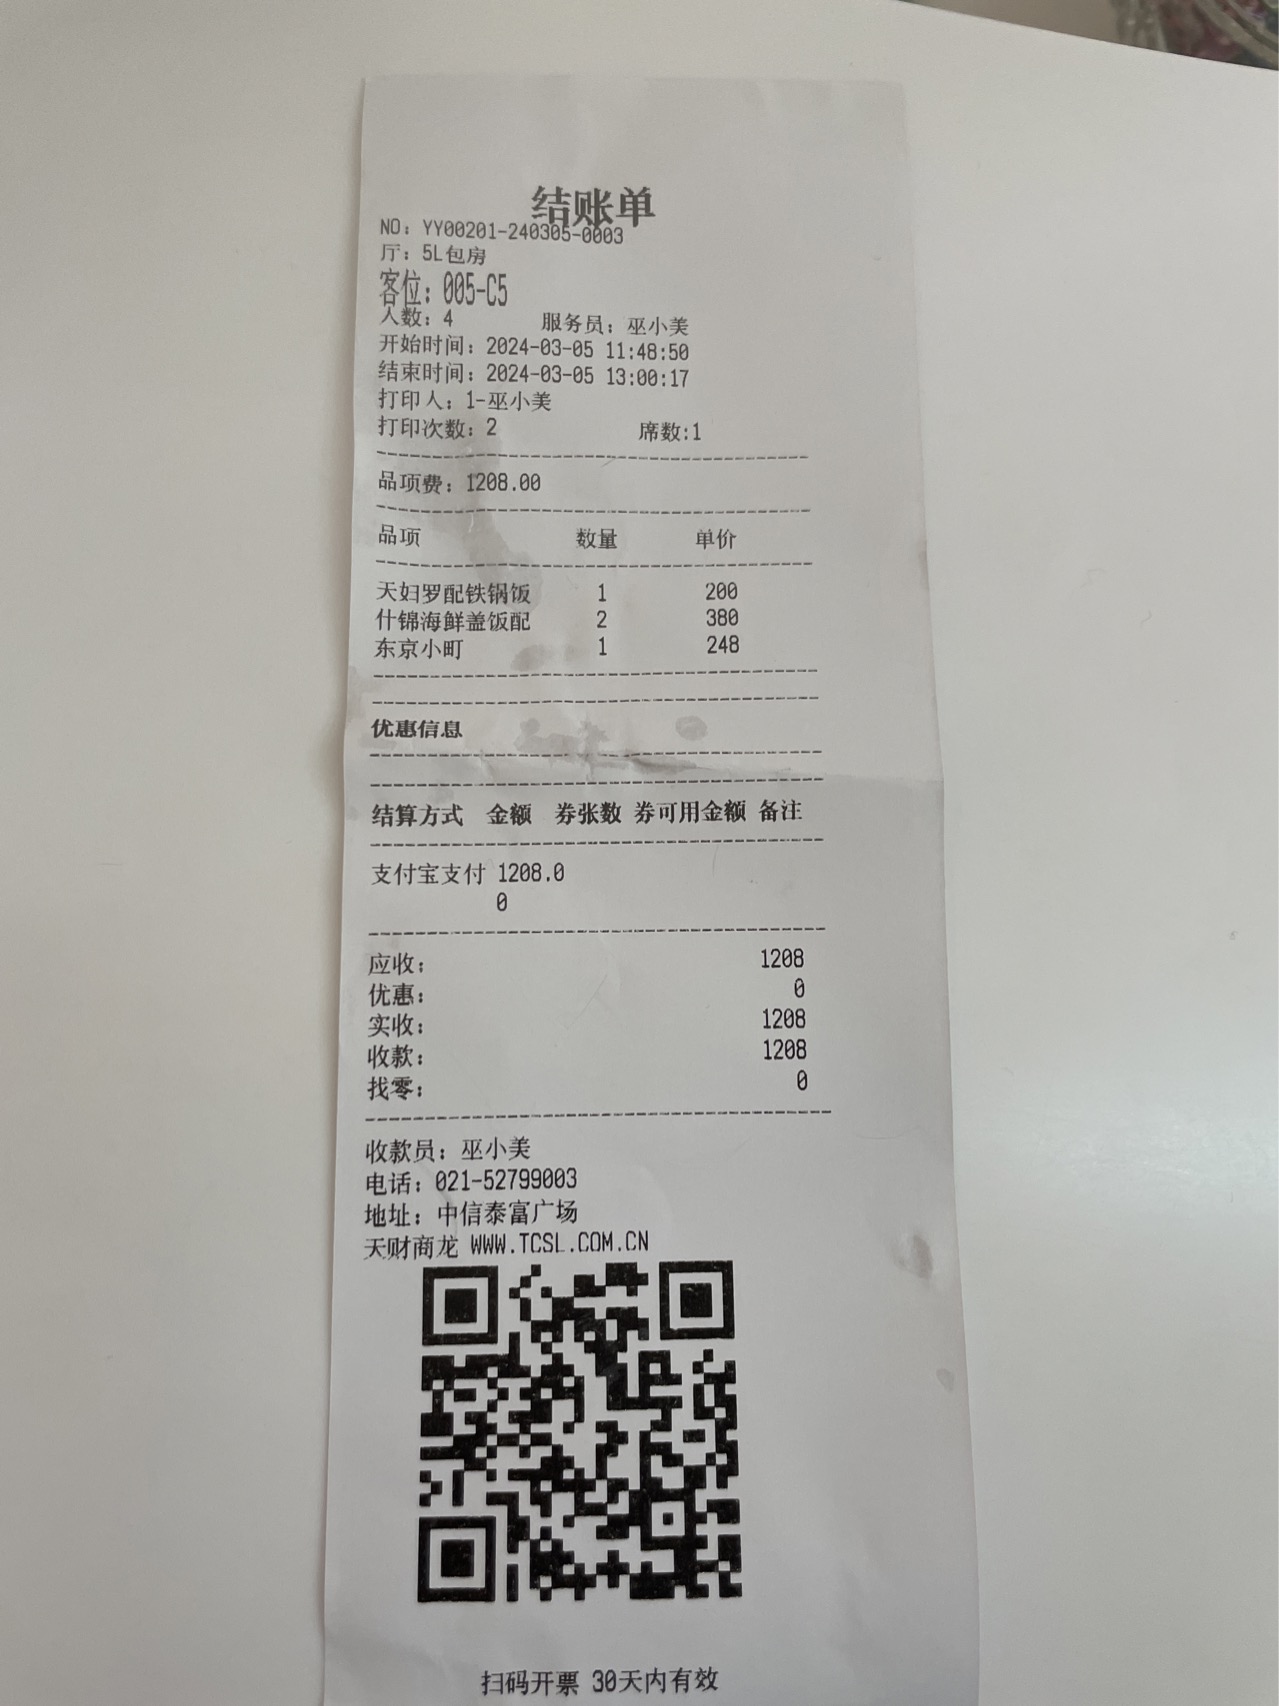 结账单
NO: YY00201-240305-0003
厅: 5L包房
客位: 005-C5
人数: 4 服务员: 巫小美
开始时间: 2024-03-05 11:48:50
结束时间: 2024-03-05 13:00:17
打印人: 1-巫小美
打印次数: 2 席数:1
品项费: 1208.00
品项 数量 单价
天妇罗配铁锅饭 1 200
什锦海鲜盖饭配 2 380
东京小町 1 248
优惠信息
结算方式 金额 券张数 券可用金额 备注
支付宝支付 1208.0
0
应收: 1208
优惠: 0
实收: 1208
收款: 1208
找零: 0
收款员: 巫小美
电话: 021-52799003
地址: 中信泰富广场
天财商龙 WWW.TCSL.COM.CN
扫码开票 30天内有效